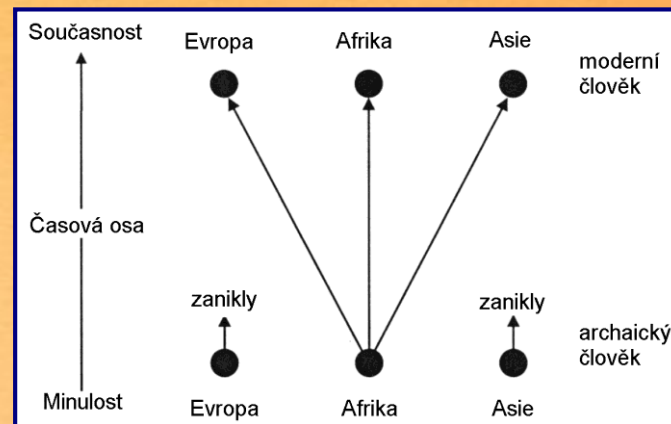 Současnost
Evropa
Afrika
Asie
moderní
člověk
Časová osa
zanikly
zanikly
archaický
člověk
Minulost
Evropa
Afrika
Asie